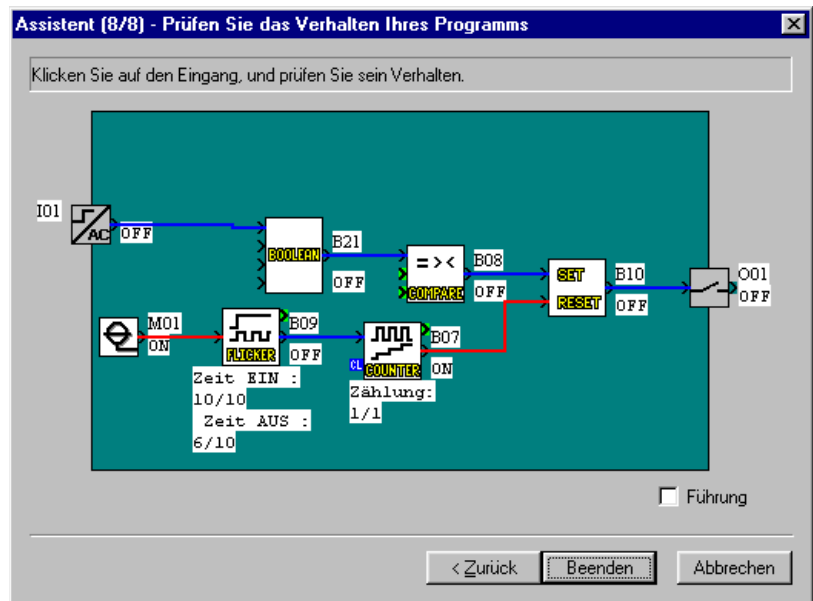 Assistent (8/8) - Prüfen Sie das Verhalten Ihres Programms
Klicken Sie auf den Eingang, und prüfen Sie sein Verhalten.
I01
AC
OFF
BOOLEAN
B21
OFF
=><
COMPARE
B08
OFF
SET
RESET
B10
OFF
O01
OFF
M01
ON
FLICKER
B09
OFF
Zeit EIN :
10/10
Zeit AUS :
6/10
CL
COUNTER
B07
ON
Zählung:
1/1
Führung
< Zurück
Beenden
Abbrechen